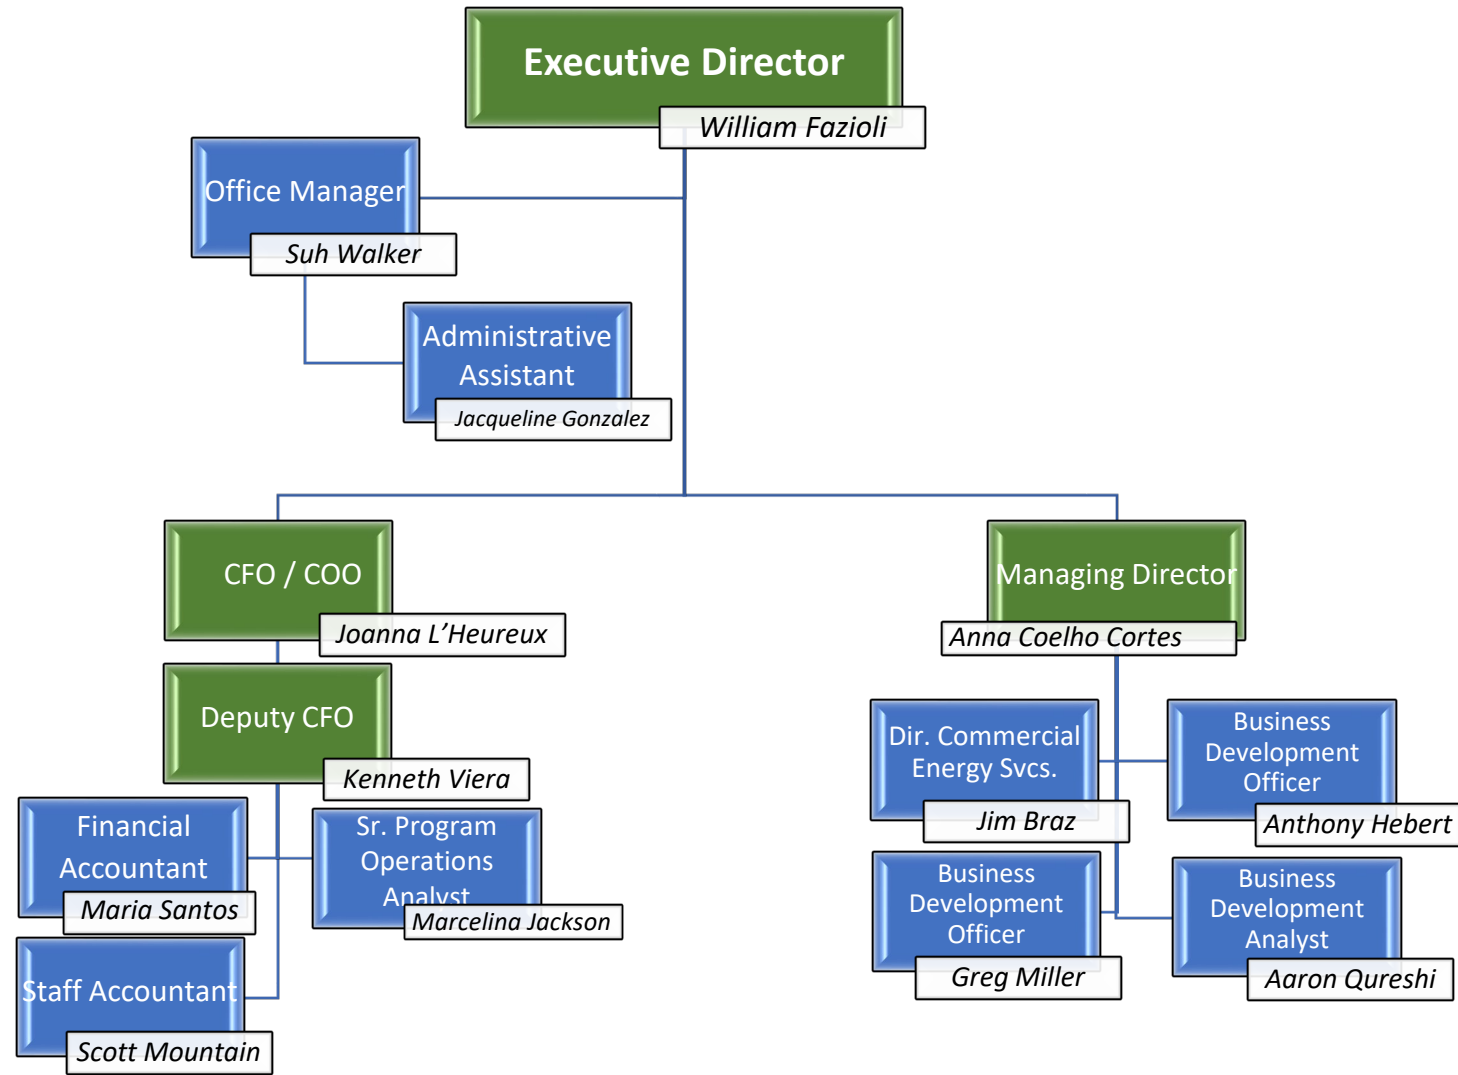 Executive Director
William Fazioli
Office Manager
Suh Walker
Administrative
Assistant
Jacqueline Gonzalez
CFO / COO
Joanna L’Heureux
Deputy CFO
Kenneth Viera
Financial
Accountant
Maria Santos
Sr. Program
Operations
Analyst
Marcelina Jackson
Staff Accountant
Scott Mountain
Managing Director
Anna Coelho Cortes
Dir. Commercial
Energy Svcs.
Jim Braz
Business
Development
Officer
Anthony Hebert
Business
Development
Officer
Greg Miller
Business
Development
Analyst
Aaron Qureshi